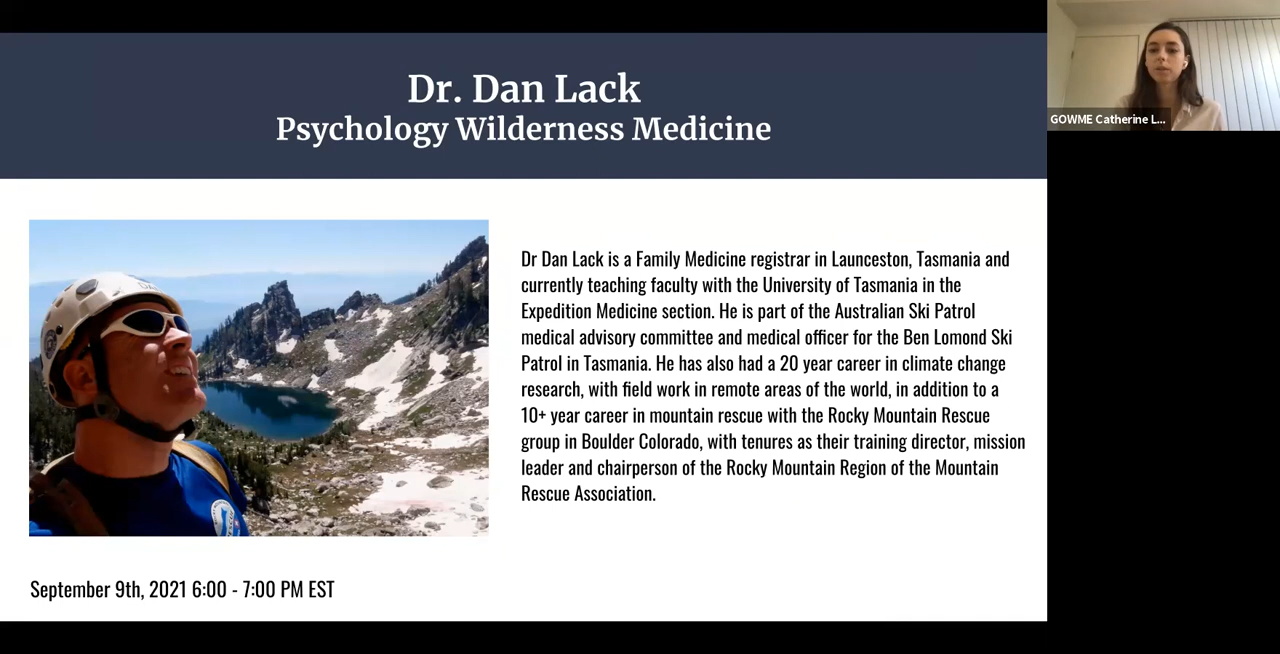 Dr. Dan Lack
Psychology Wilderness Medicine
GOWME Catherine L...
Dr Dan Lack is a Family Medicine registrar in Launceston, Tasmania and
currently teaching faculty with the University of Tasmania in the
Expedition Medicine section. He is part of the Australian Ski Patrol
medical advisory committee and medical officer for the Ben Lomond Ski
Patrol in Tasmania. He has also had a 20 year career in climate change
research, with field work in remote areas of the world, in addition to a
10+ year career in mountain rescue with the Rocky Mountain Rescue
group in Boulder Colorado, with tenures as their training director, mission
leader and chairperson of the Rocky Mountain Region of the Mountain
Rescue Association.
September 9th, 2021 6:00 - 7:00 PM EST